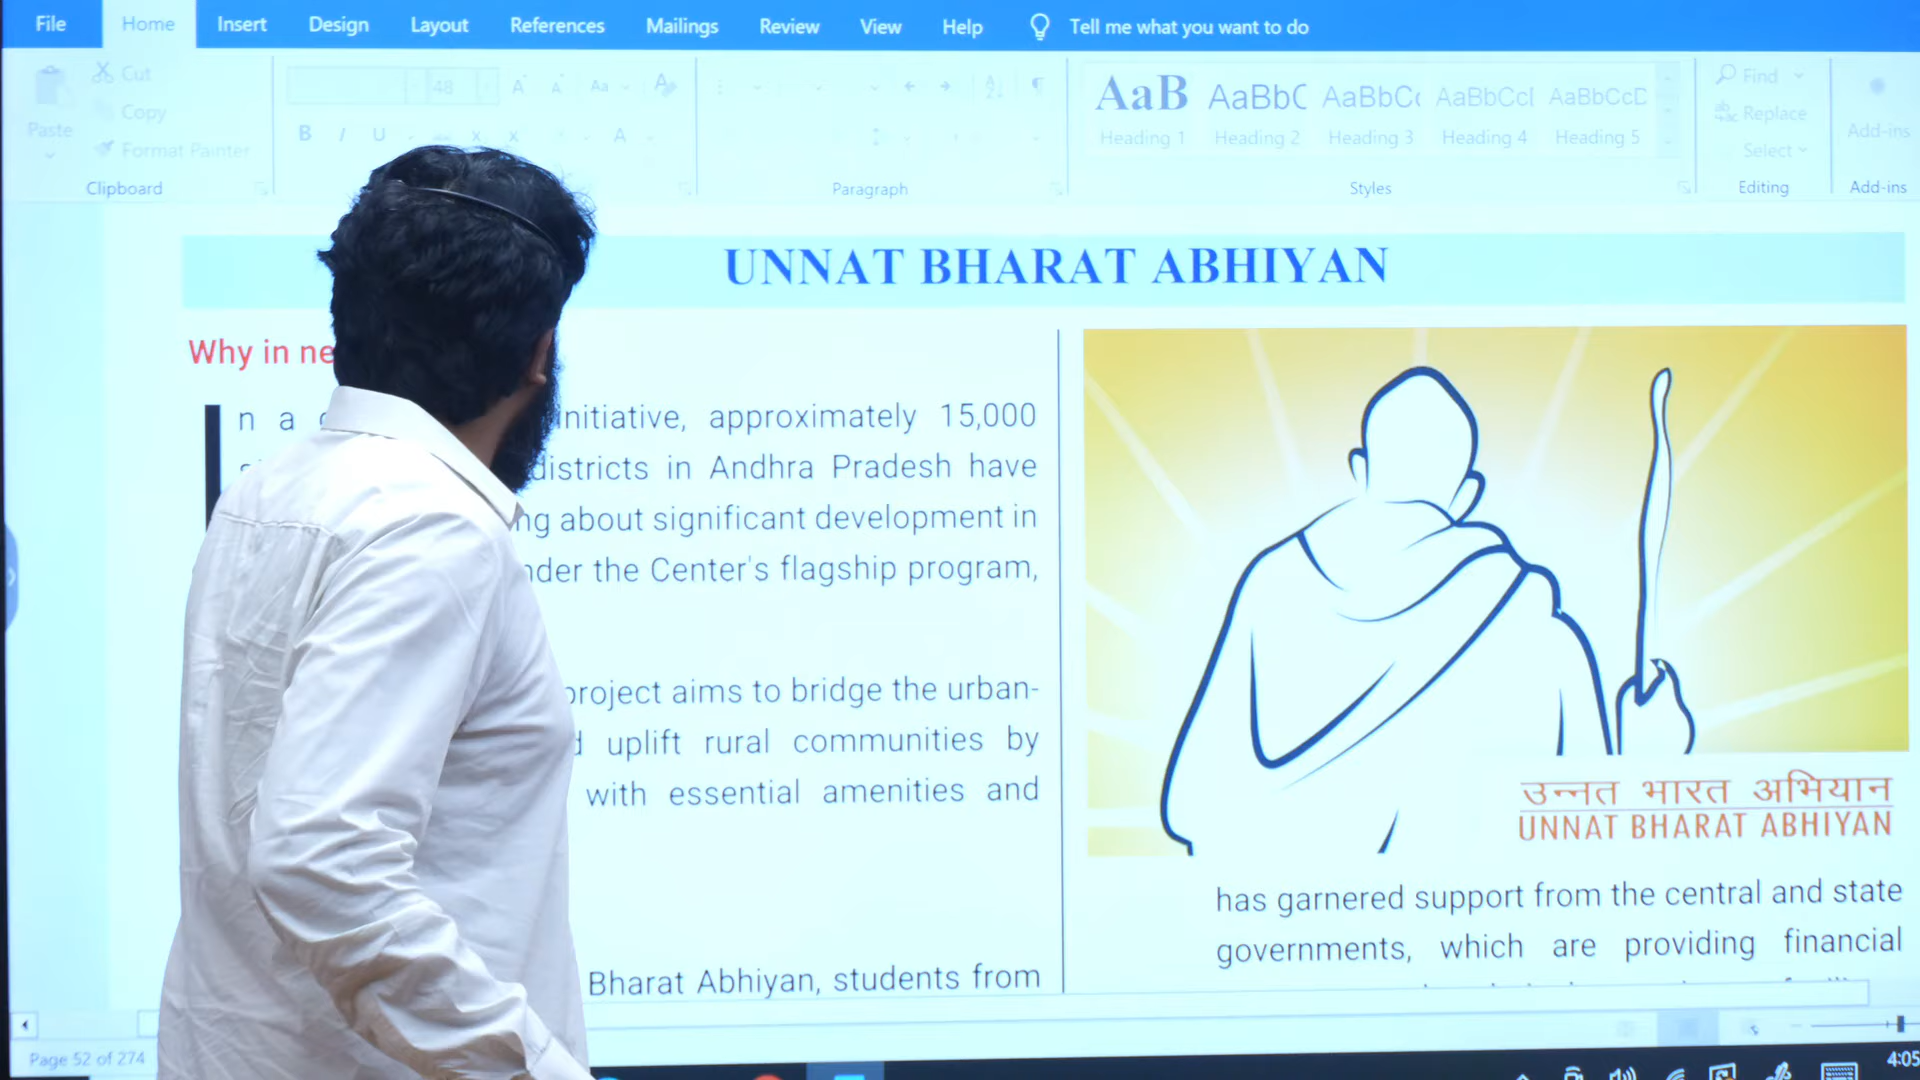 File Home Insert Design Layout References Mailings Review View Help Tell me what you want to do
Cut
Copy
Paste
Format Painter
Clipboard
48
Aa
B I U
A
Paragraph
AaB AaBbC AaBbCc AaBbCcI AaBbCcD
Heading 1 Heading 2 Heading 3 Heading 4 Heading 5
Styles
Find
Replace
Select
Editing
Add-ins
Add-ins
UNNAT BHARAT ABHIYAN
Why in ne
n a initiative, approximately 15,000
districts in Andhra Pradesh have
ng about significant development in
nder the Center's flagship program,
project aims to bridge the urban-
uplift rural communities by
with essential amenities and
Bharat Abhiyan, students from
उन्नत भारत अभियान
UNNAT BHARAT ABHIYAN
has garnered support from the central and state
governments, which are providing financial
Page 52 of 274
4:05